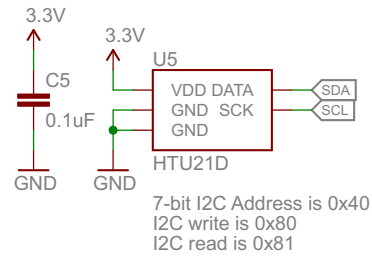 3.3V
C5
0.1uF
GND
3.3V
U5
VDD DATA
GND SCK
GND
SDA
SCL
HTU21D
GND
7-bit I2C Address is 0x40
I2C write is 0x80
I2C read is 0x81